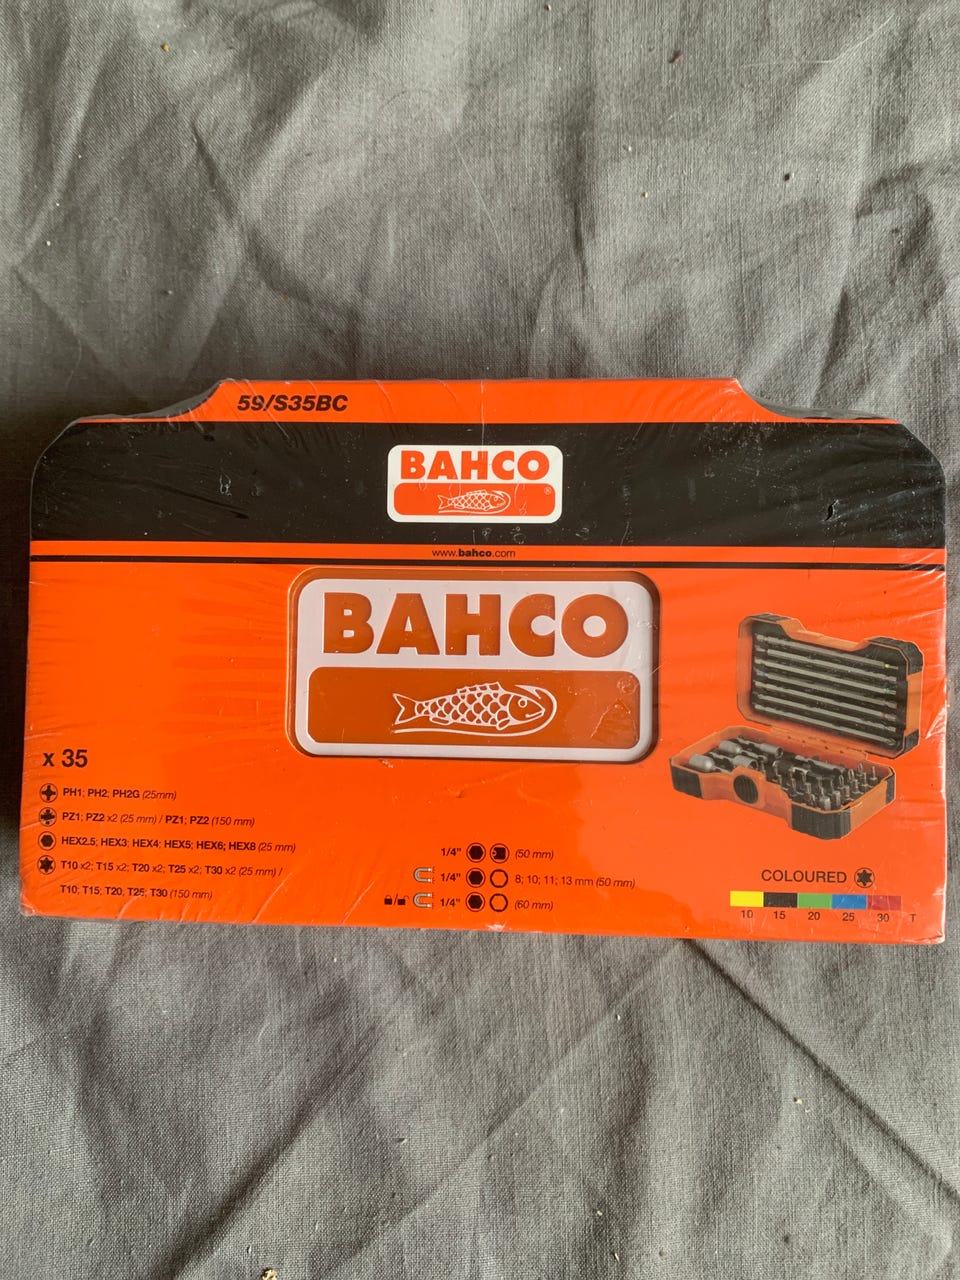 59/S35BC
BAHCO
®
www.bahco.com
BAHCO
x 35
PH1; PH2; PH2G (25mm)
PZ1; PZ2 x2 (25 mm) / PZ1; PZ2 (150 mm)
HEX2.5; HEX3; HEX4; HEX5; HEX6; HEX8 (25 mm)
T10 x2; T15 x2; T20 x2; T25 x2; T30 x2 (25 mm) /
T10; T15; T20; T25; T30 (150 mm)
1/4" (50 mm)
1/4" 8; 10; 11; 13 mm (50 mm)
1/4" (60 mm)
COLOURED
10 15 20 25 30 T